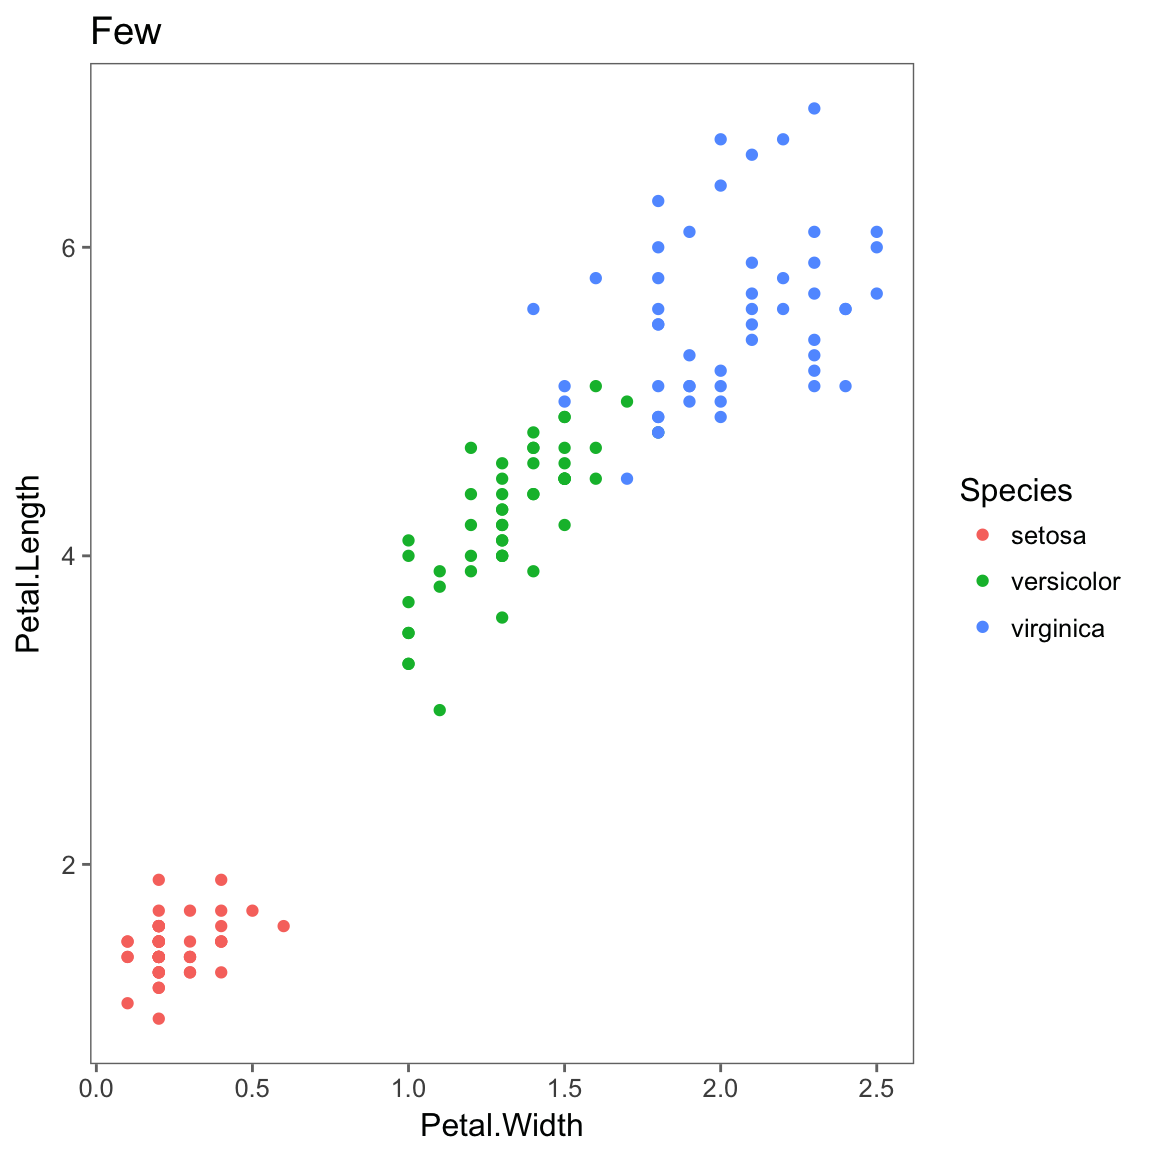 Few
Petal.Length
6
4
2
0.0 0.5 1.0 1.5 2.0 2.5
Petal.Width
Species
setosa
versicolor
virginica